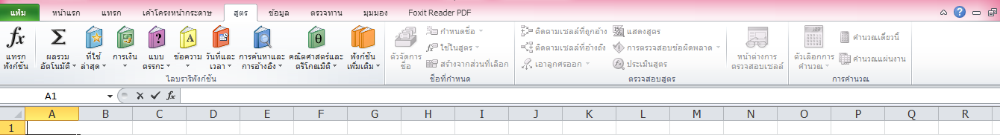 แฟ้ม หน้าแรก แทรก เค้าโครงหน้ากระดาษ สูตร ข้อมูล ตรวจทาน มุมมอง Foxit Reader PDF
fx แทรกฟังก์ชัน
Σ ผลรวมอัตโนมัติ
ที่ใช้ล่าสุด
การเงิน
? แบบตรรกะ
A ข้อความ
วันที่และเวลา
การค้นหาและการอ้างอิง
θ คณิตศาสตร์และตรีโกณมิติ
ฟังก์ชันเพิ่มเติม
ไลบรารีฟังก์ชัน
ตัวจัดการชื่อ
กำหนดชื่อ
ใช้ในสูตร
สร้างจากส่วนที่เลือก
ชื่อที่กำหนด
ติดตามเซลล์ที่ถูกอ้าง
ติดตามเซลล์ที่อ้างถึง
เอาลูกศรออก
แสดงสูตร
การตรวจสอบข้อผิดพลาด
ประเมินสูตร
หน้าต่างการตรวจสอบเซลล์
ตรวจสอบสูตร
ตัวเลือกการคำนวณ
คำนวณเดี๋ยวนี้
คำนวณแผ่นงาน
การคำนวณ
A1 fx
A B C D E F G H I J K L M N O P Q R
1